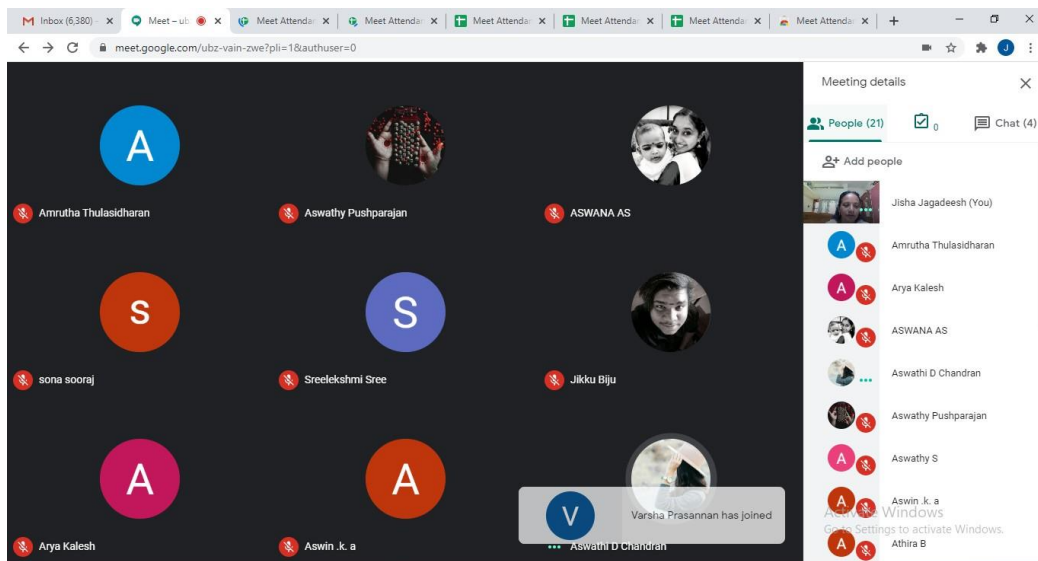 Inbox (6,380)
Meet – ub
Meet Attendan
Meet Attendan
Meet Attendan
Meet Attendan
Meet Attendan
Meet Attendan
meet.google.com/ubz-vain-zwe?pli=1&authuser=0
J
A
Amrutha Thulasidharan
Aswathy Pushparajan
ASWANA AS
s
sona sooraj
S
Sreelekshmi Sree
Jikku Biju
A
Arya Kalesh
A
Aswin .k. a
Aswathi D Chandran
V
Varsha Prasannan has joined
Meeting details
People (21)
0
Chat (4)
Add people
Jisha Jagadeesh (You)
A
Amrutha Thulasidharan
A
Arya Kalesh
ASWANA AS
Aswathi D Chandran
Aswathy Pushparajan
A
Aswathy S
A
Aswin .k. a
Activate Windows
Go to Settings to activate Windows.
A
Athira B